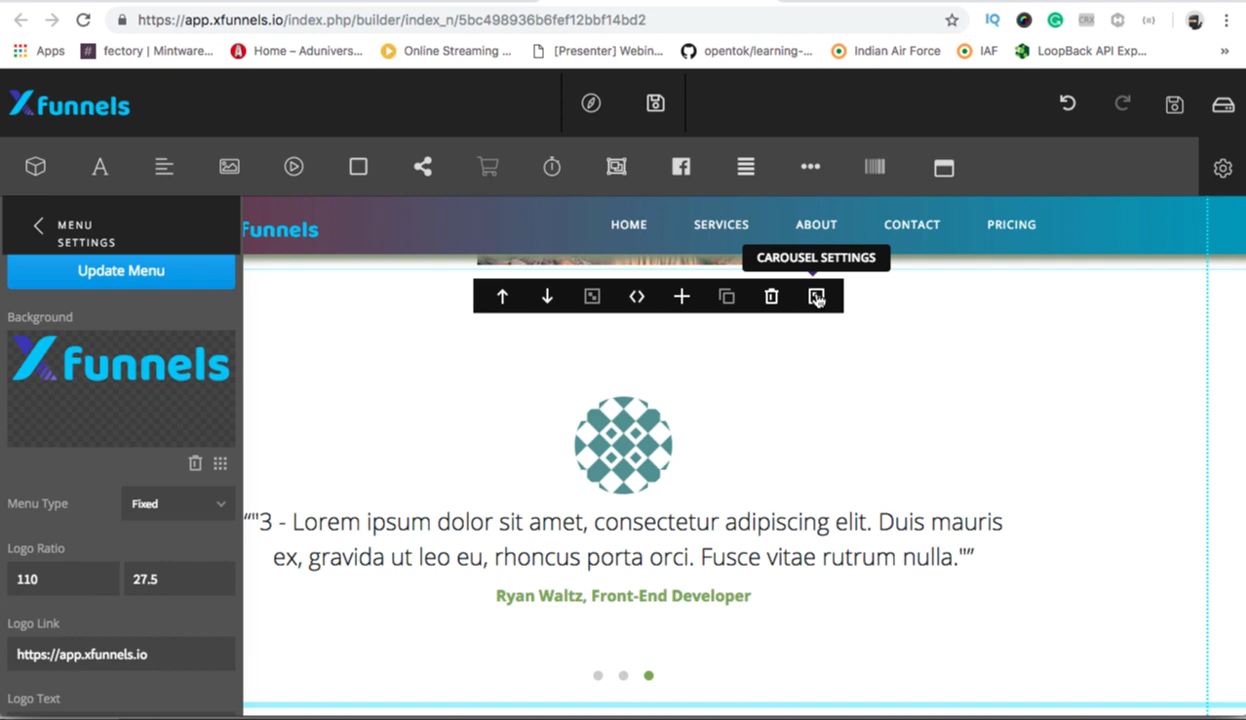 https://app.xfunnels.io/index.php/builder/index_n/5bc498936b6fef12bbf14bd2
IQ
CRX
Apps
#
fectory | Mintware...
Home – Adunivers...
Online Streaming ...
[Presenter] Webin...
opentok/learning-...
Indian Air Force
IAF
LoopBack API Exp...
»
Xfunnels
MENU
SETTINGS
funnels
HOME
SERVICES
ABOUT
CONTACT
PRICING
CAROUSEL SETTINGS
Update Menu
Background
Xfunnels
Menu Type
Fixed
Logo Ratio
110
27.5
Logo Link
https://app.xfunnels.io
Logo Text
“"3 - Lorem ipsum dolor sit amet, consectetur adipiscing elit. Duis mauris
ex, gravida ut leo eu, rhoncus porta orci. Fusce vitae rutrum nulla."”
Ryan Waltz, Front-End Developer